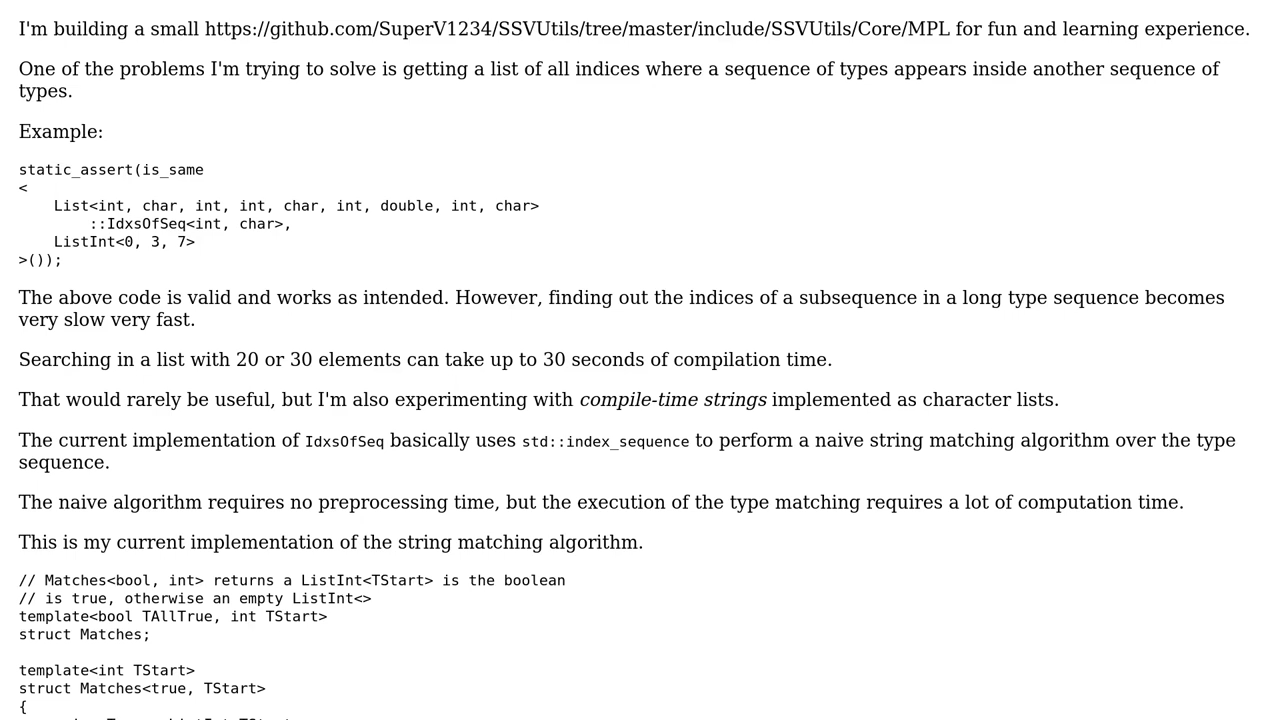 I'm building a small https://github.com/SuperV1234/SSVUtils/tree/master/include/SSVUtils/Core/MPL for fun and learning experience.
One of the problems I'm trying to solve is getting a list of all indices where a sequence of types appears inside another sequence of
types.
Example:
static_assert(is_same
<
    List<int, char, int, int, char, int, double, int, char>
        ::IdxsOfSeq<int, char>,
    ListInt<0, 3, 7>
>());
The above code is valid and works as intended. However, finding out the indices of a subsequence in a long type sequence becomes
very slow very fast.
Searching in a list with 20 or 30 elements can take up to 30 seconds of compilation time.
That would rarely be useful, but I'm also experimenting with compile-time strings implemented as character lists.
The current implementation of IdxsOfSeq basically uses std::index_sequence to perform a naive string matching algorithm over the type
sequence.
The naive algorithm requires no preprocessing time, but the execution of the type matching requires a lot of computation time.
This is my current implementation of the string matching algorithm.
// Matches<bool, int> returns a ListInt<TStart> is the boolean
// is true, otherwise an empty ListInt<>
template<bool TAllTrue, int TStart>
struct Matches;
template<int TStart>
struct Matches<true, TStart>
{